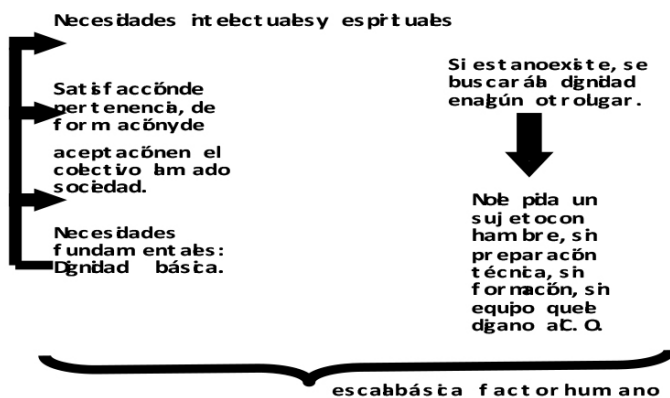 Necesidades intelectuales y espirituales
Satisfacción de
pertenencia, de
formación y de
aceptación en el
colectivo llamado
sociedad.
Necesidades
fundamentales:
Dignidad básica.
Si esta no existe, se
buscará la dignidad
en algún otro lugar.
No le pida un
sujeto con
hambre, sin
preparación
técnica, sin
formación, sin
equipo que le
diga no al C.O.
escala básica factor humano